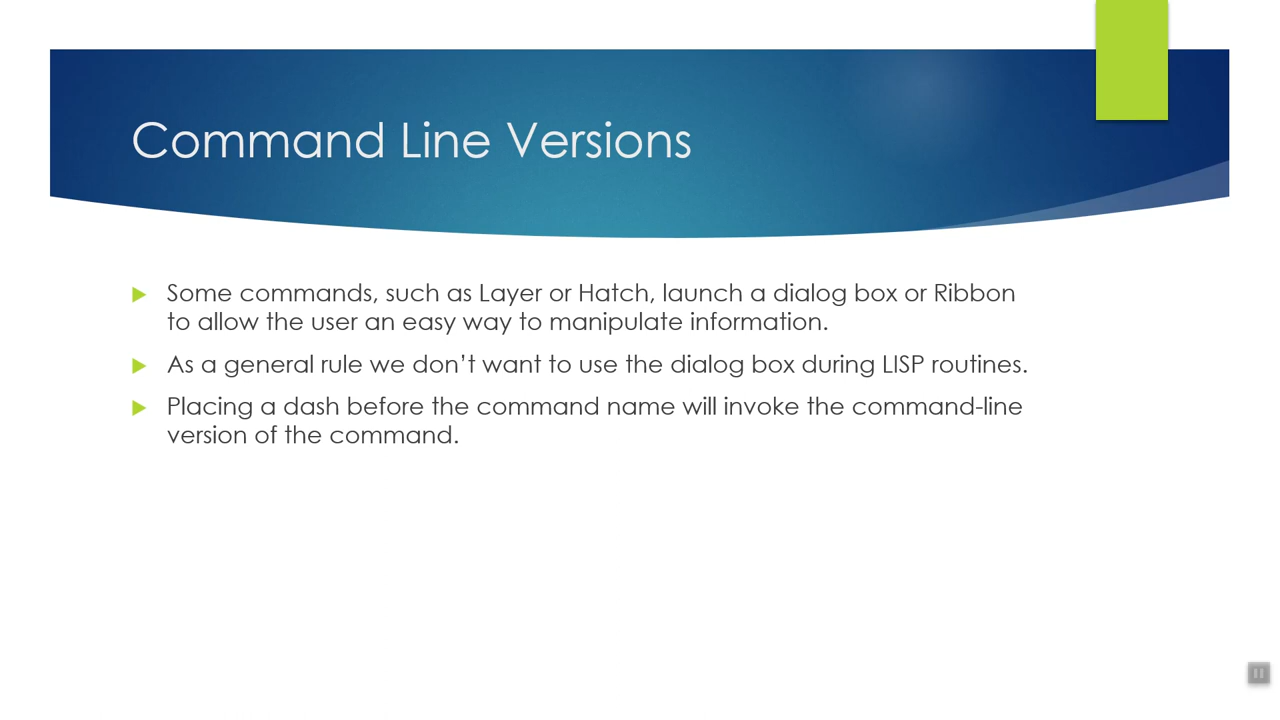 Command Line Versions
Some commands, such as Layer or Hatch, launch a dialog box or Ribbon
to allow the user an easy way to manipulate information.
As a general rule we don’t want to use the dialog box during LISP routines.
Placing a dash before the command name will invoke the command-line
version of the command.